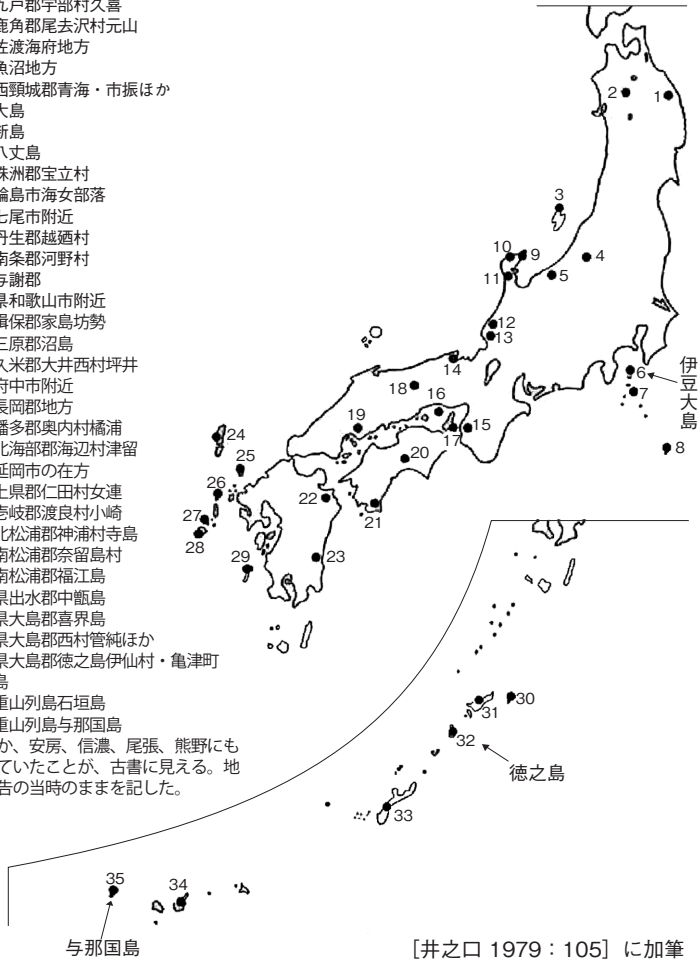 九戸郡宇部村久喜
鹿角郡尾去沢村元山
佐渡海府地方
魚沼地方
西頸城郡青海・市振ほか
大島
新島
八丈島
珠洲郡宝立村
輪島市海女部落
七尾市附近
丹生郡越廼村
南条郡河野村
与謝郡
県和歌山市附近
揖保郡家島坊勢
三原郡沼島
久米郡大井西村坪井
府中市附近
長岡郡地方
幡多郡奥内村橘浦
北海部郡海辺村津留
延岡市の在方
上県郡仁田村女連
壱岐郡渡良村小崎
北松浦郡神浦村寺島
南松浦郡奈留島村
南松浦郡福江島
県出水郡中甑島
県大島郡喜界島
県大島郡西村管純ほか
県大島郡徳之島伊仙村・亀津町
島
重山列島石垣島
重山列島与那国島
か、安房、信濃、尾張、熊野にも
ていたことが、古書に見える。地
告の当時のままを記した。
1
2
3
4
5
6
7
8
9
10
11
12
13
14
15
16
17
18
19
20
21
22
23
24
25
26
27
28
29
30
31
32
33
34
35
伊豆大島
徳之島
与那国島
［井之口 1979：105］に加筆